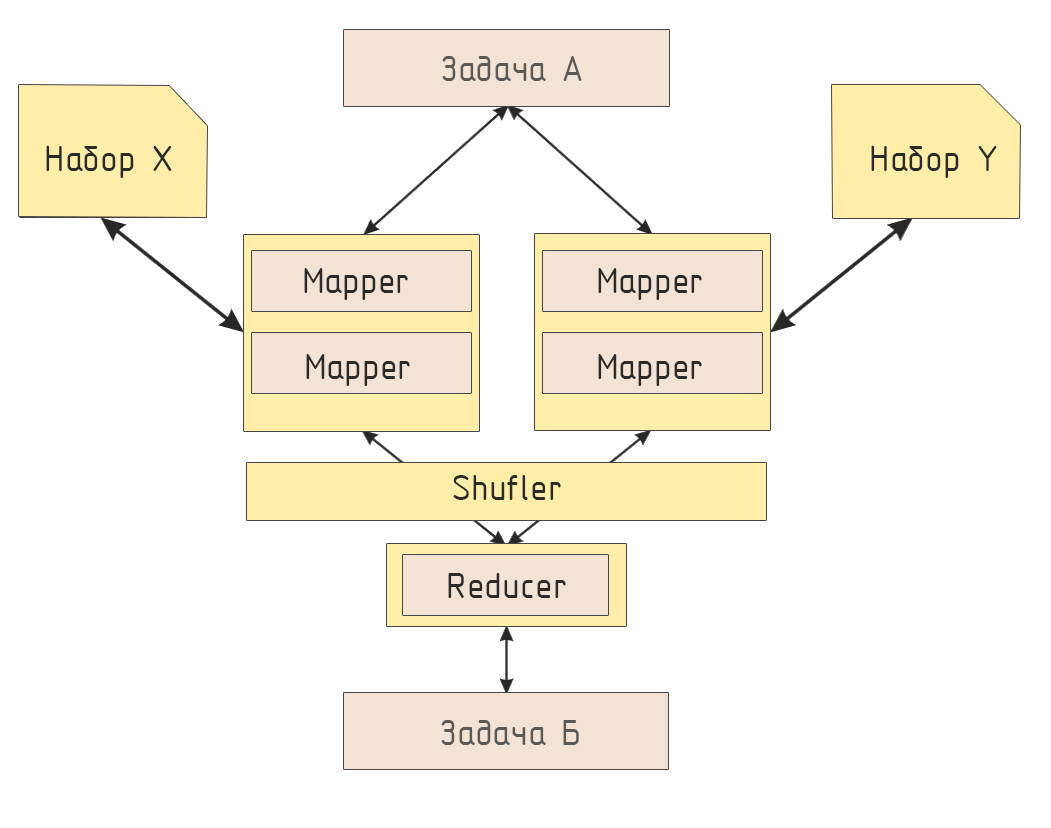 Задача А
Набор X
Набор Y
Mapper
Mapper
Mapper
Mapper
Shufler
Reducer
Задача Б